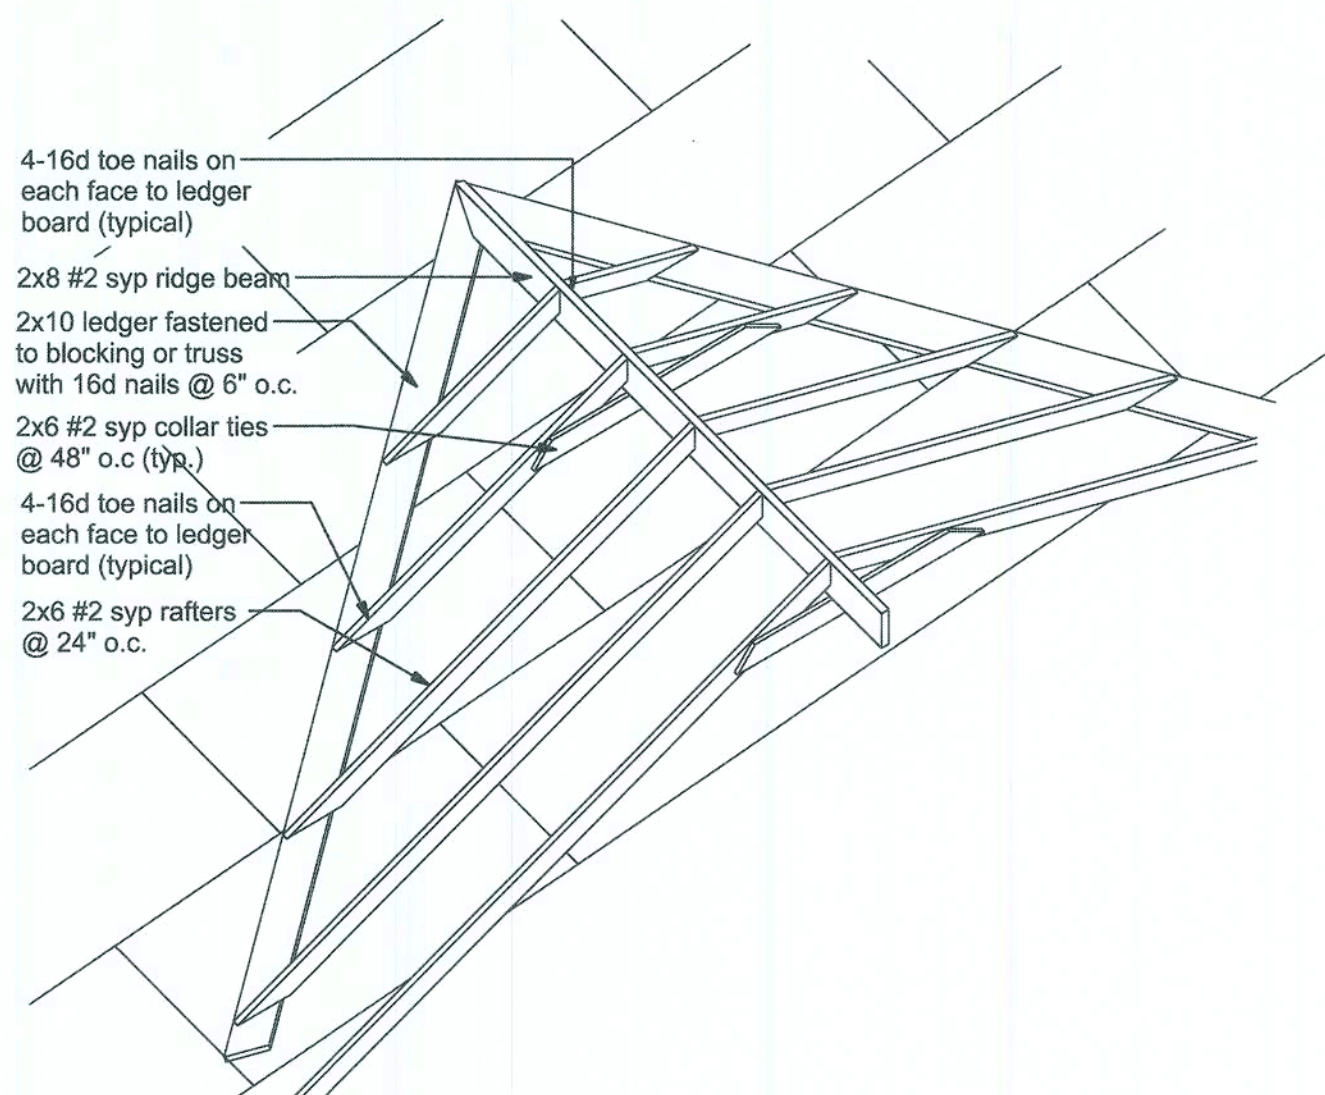 4-16d toe nails on
each face to ledger
board (typical)
2x8 #2 syp ridge beam
2x10 ledger fastened
to blocking or truss
with 16d nails @ 6" o.c.
2x6 #2 syp collar ties
@ 48" o.c (typ.)
4-16d toe nails on
each face to ledger
board (typical)
2x6 #2 syp rafters
@ 24" o.c.